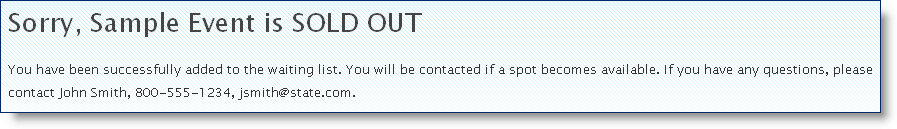 Sorry, Sample Event is SOLD OUT
You have been successfully added to the waiting list. You will be contacted if a spot becomes available. If you have any questions, please
contact John Smith, 800-555-1234, jsmith@state.com.